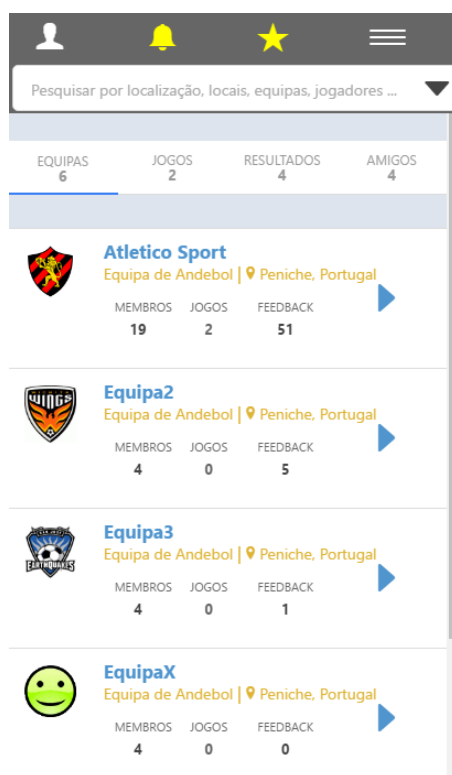 Pesquisar por localização, locais, equipas, jogadores ...
EQUIPAS JOGOS RESULTADOS AMIGOS
6 2 4 4
Atletico Sport
Equipa de Andebol | Peniche, Portugal
MEMBROS JOGOS FEEDBACK
19 2 51
WINGS
Equipa2
Equipa de Andebol | Peniche, Portugal
MEMBROS JOGOS FEEDBACK
4 0 5
Equipa3
Equipa de Andebol | Peniche, Portugal
EARTHQUAKES
MEMBROS JOGOS FEEDBACK
4 0 1
EquipaX
Equipa de Andebol | Peniche, Portugal
MEMBROS JOGOS FEEDBACK
4 0 0